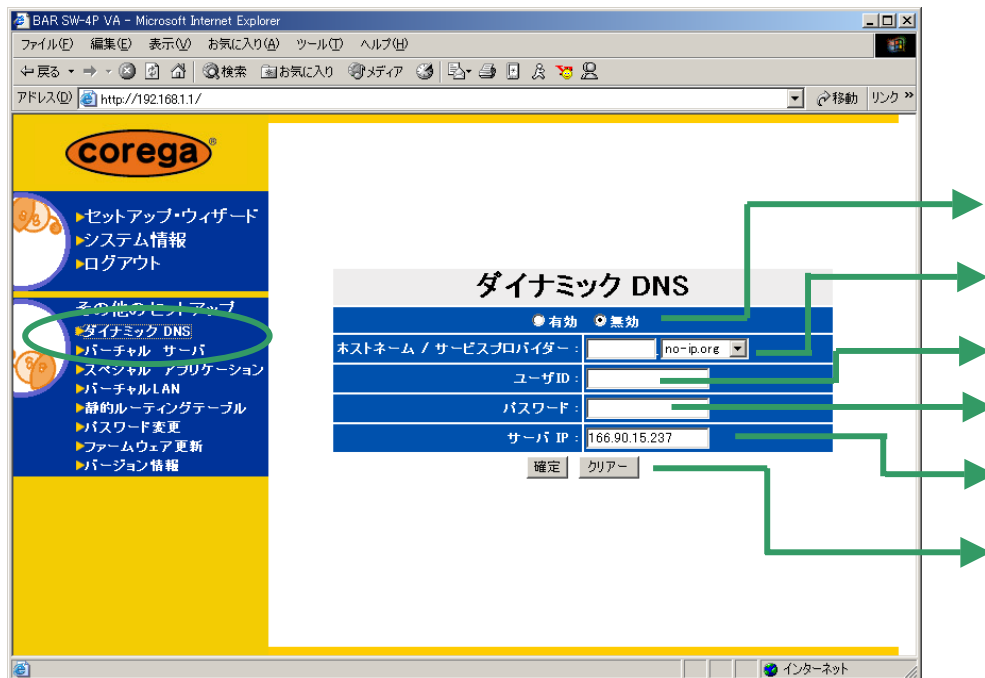 BAR SW-4P VA - Microsoft Internet Explorer
ファイル(F) 編集(E) 表示(V) お気に入り(A) ツール(T) ヘルプ(H)
戻る 検索 お気に入り メディア
アドレス(D) http://192.168.1.1/ 移動 リンク »
corega®
セットアップ・ウィザード
システム情報
ログアウト
その他のセットアップ
ダイナミック DNS
バーチャル サーバ
スペシャル アプリケーション
バーチャルLAN
静的ルーティングテーブル
パスワード変更
ファームウェア更新
バージョン情報
ダイナミック DNS
有効 無効
ホストネーム / サービスプロバイダー : . no-ip.org
ユーザID :
パスワード :
サーバ IP : 166.90.15.237
確定 クリアー
インターネット